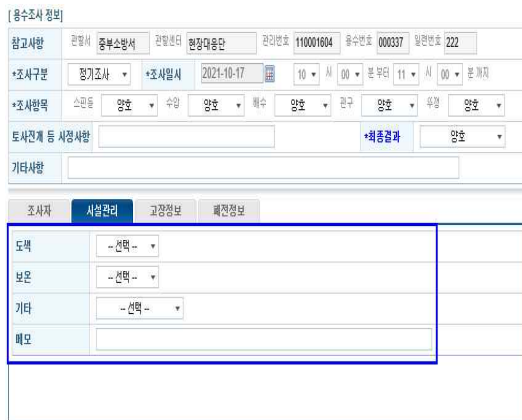 [ 용수조사 정보]
참고사항 관할서 중부소방서 관할센터 현장대응단 관리번호 110001604 용수번호 000337 일련번호 222
*조사구분 정기조사 *조사일시 2021-10-17 10 시 00 분 부터 11 시 00 분 까지
*조사항목 스핀들 양호 수압 양호 배수 양호 관구 양호 뚜껑 양호
토사진개 등 시정사항 *최종결과 양호
기타사항
조사자 시설관리 고장정보 폐전정보
도색 -- 선택 --
보온 -- 선택 --
기타 -- 선택 --
메모